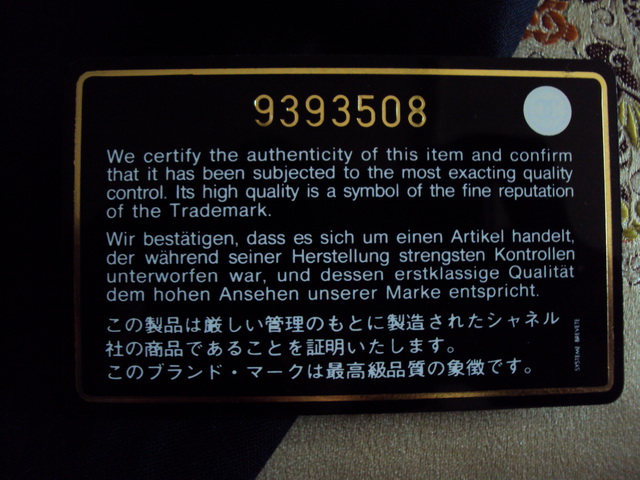 9393508
We certify the authenticity of this item and confirm
that it has been subjected to the most exacting quality
control. Its high quality is a symbol of the fine reputation
of the Trademark.
Wir bestätigen, dass es sich um einen Artikel handelt,
der während seiner Herstellung strengsten Kontrollen
unterworfen war, und dessen erstklassige Qualität
dem hohen Ansehen unserer Marke entspricht.
この製品は厳しい管理のもとに製造されたシャネル
社の商品であることを証明いたします。
このブランド・マークは最高級品質の象徴です。
SYSTEME BREVETE